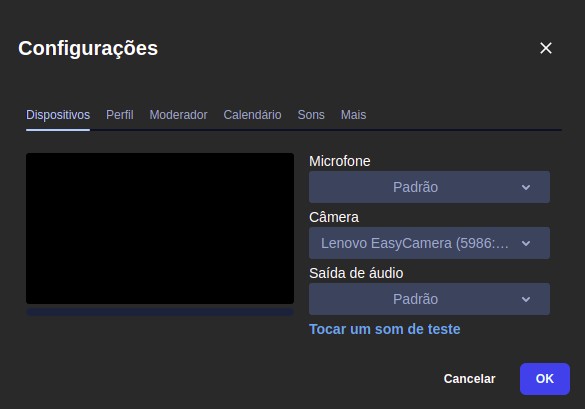 Configurações
Dispositivos Perfil Moderador Calendário Sons Mais
Microfone
Padrão
Câmera
Lenovo EasyCamera (5986:...
Saída de áudio
Padrão
Tocar um som de teste
Cancelar OK